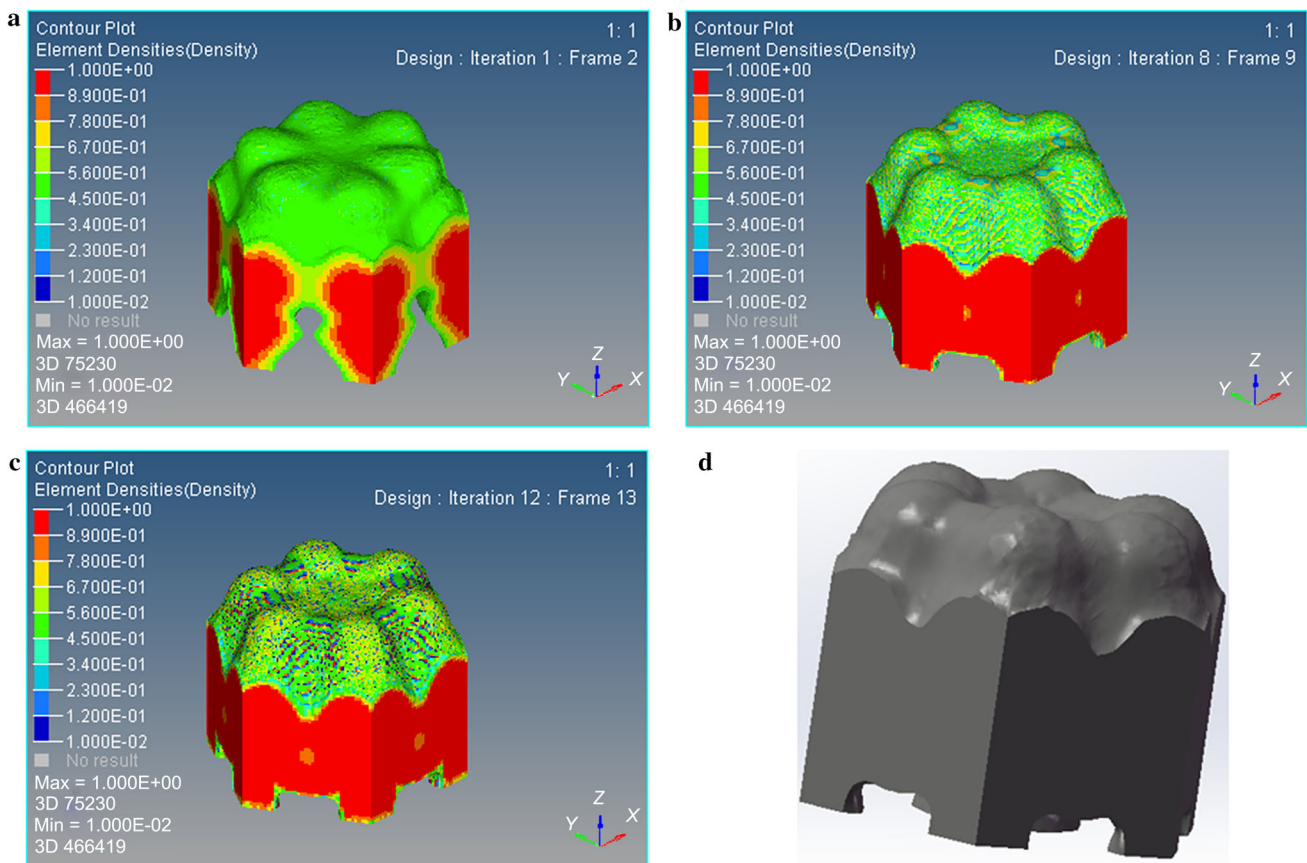 a
Contour Plot
Element Densities(Density)
1: 1
Design : Iteration 1 : Frame 2
1.000E+00
8.900E-01
7.800E-01
6.700E-01
5.600E-01
4.500E-01
3.400E-01
2.300E-01
1.200E-01
1.000E-02
No result
Max = 1.000E+00
3D 75230
Min = 1.000E-02
3D 466419
Z
Y
X
b
Contour Plot
Element Densities(Density)
1: 1
Design : Iteration 8 : Frame 9
1.000E+00
8.900E-01
7.800E-01
6.700E-01
5.600E-01
4.500E-01
3.400E-01
2.300E-01
1.200E-01
1.000E-02
No result
Max = 1.000E+00
3D 75230
Min = 1.000E-02
3D 466419
Z
Y
X
c
Contour Plot
Element Densities(Density)
1: 1
Design : Iteration 12 : Frame 13
1.000E+00
8.900E-01
7.800E-01
6.700E-01
5.600E-01
4.500E-01
3.400E-01
2.300E-01
1.200E-01
1.000E-02
No result
Max = 1.000E+00
3D 75230
Min = 1.000E-02
3D 466419
Z
Y
X
d